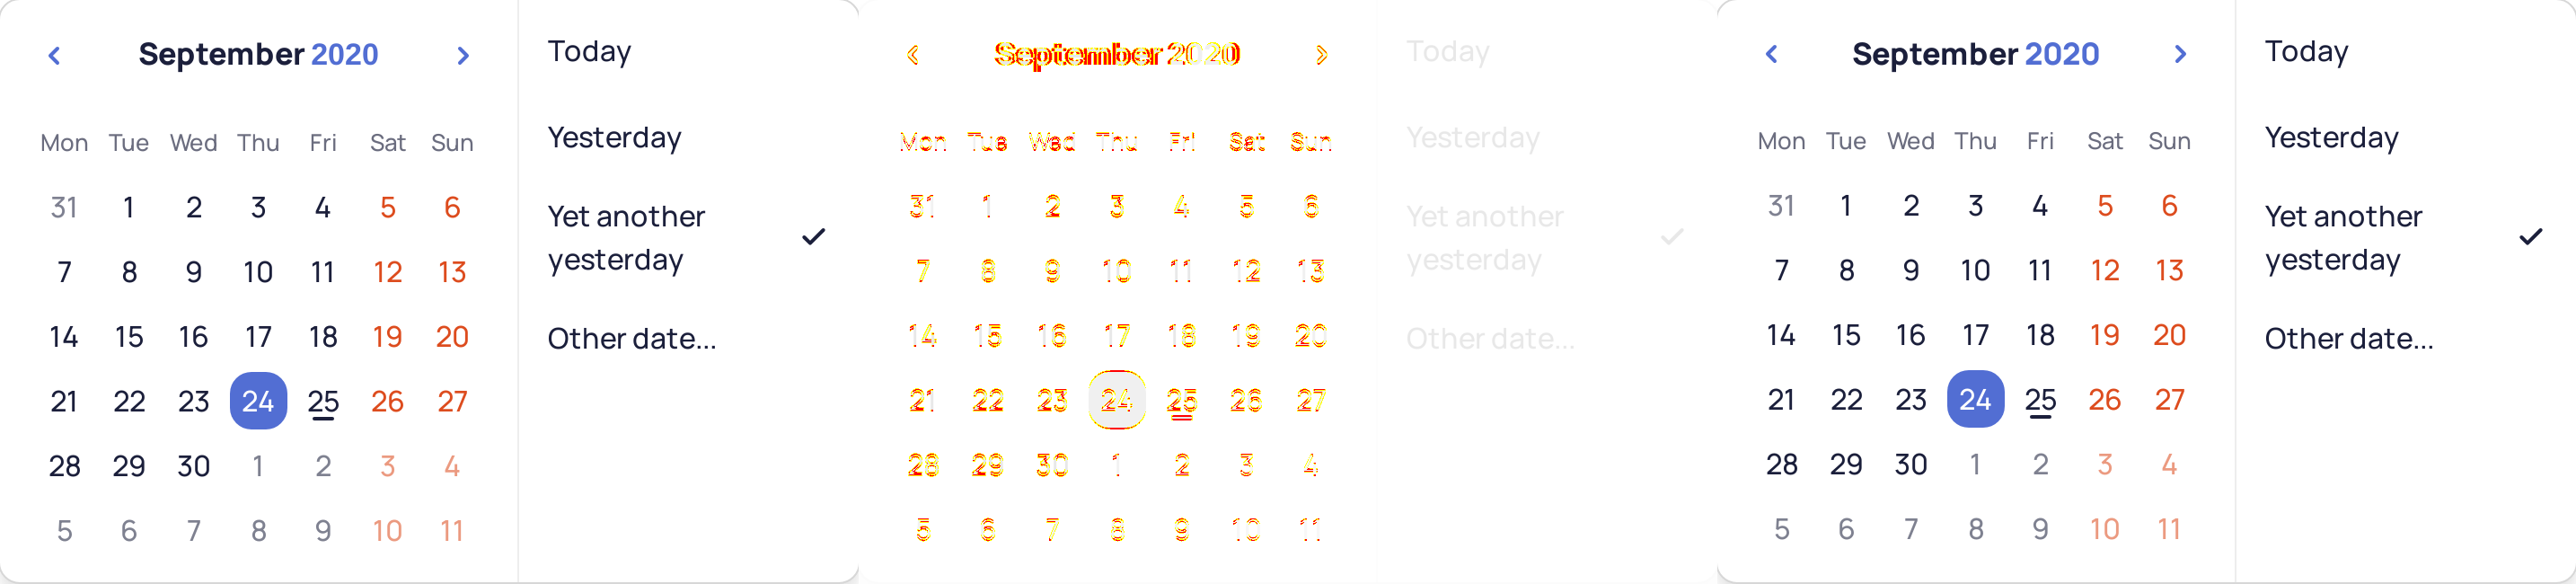 September 2020
Mon Tue Wed Thu Fri Sat Sun
31 1 2 3 4 5 6
7 8 9 10 11 12 13
14 15 16 17 18 19 20
21 22 23 24 25 26 27
28 29 30 1 2 3 4
5 6 7 8 9 10 11
Today
Yesterday
Yet another
yesterday
Other date...
September 2020
Mon Tue Wed Thu Fri Sat Sun
31 1 2 3 4 5 6
7 8 9 10 11 12 13
14 15 16 17 18 19 20
21 22 23 24 25 26 27
28 29 30 1 2 3 4
5 6 7 8 9 10 11
Today
Yesterday
Yet another
yesterday
Other date...
September 2020
Mon Tue Wed Thu Fri Sat Sun
31 1 2 3 4 5 6
7 8 9 10 11 12 13
14 15 16 17 18 19 20
21 22 23 24 25 26 27
28 29 30 1 2 3 4
5 6 7 8 9 10 11
Today
Yesterday
Yet another
yesterday
Other date...